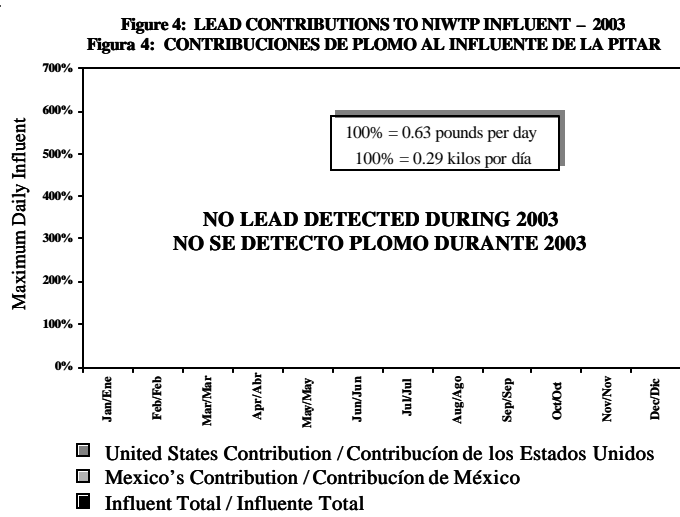 Figure 4: LEAD CONTRIBUTIONS TO NIWTP INFLUENT – 2003
Figura 4: CONTRIBUCIONES DE PLOMO AL INFLUENTE DE LA PITAR
Maximum Daily Influent
700%
600%
500%
400%
300%
200%
100%
0%
100% = 0.63 pounds per day
100% = 0.29 kilos por día
NO LEAD DETECTED DURING 2003
NO SE DETECTO PLOMO DURANTE 2003
Jan/Ene
Feb/Feb
Mar/Mar
Apr/Abr
May/May
Jun/Jun
Jul/Jul
Aug/Ago
Sep/Sep
Oct/Oct
Nov/Nov
Dec/Dic
United States Contribution / Contribucíon de los Estados Unidos
Mexico's Contribution / Contribucíon de México
Influent Total / Influente Total